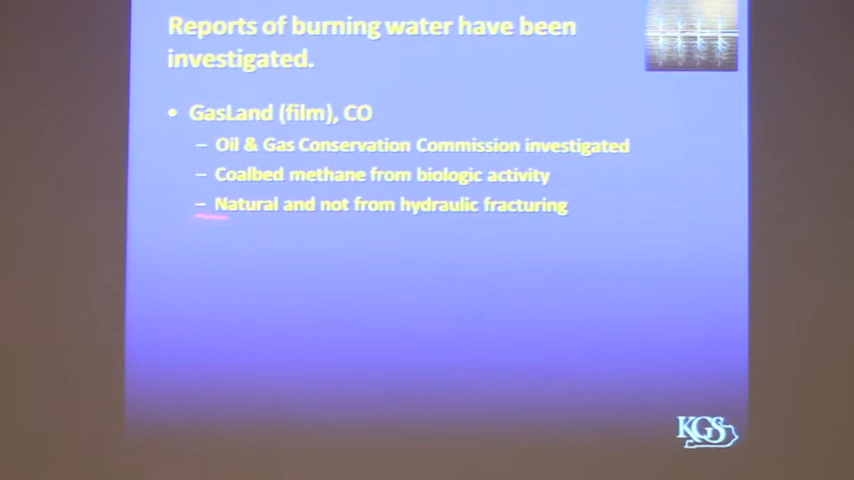 Reports of burning water have been
investigated.
• GasLand (film), CO
– Oil & Gas Conservation Commission investigated
– Coalbed methane from biologic activity
– Natural and not from hydraulic fracturing
KGS